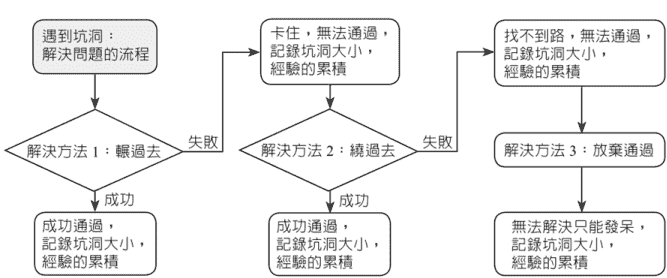 遇到坑洞：
解決問題的流程
解決方法 1：輾過去
失敗
成功
成功通過，
記錄坑洞大小，
經驗的累積
卡住，無法通過，
記錄坑洞大小，
經驗的累積
解決方法 2：繞過去
失敗
成功
成功通過，
記錄坑洞大小，
經驗的累積
找不到路，無法通過，
記錄坑洞大小，
經驗的累積
解決方法 3：放棄通過
無法解決只能發呆，
記錄坑洞大小，
經驗的累積